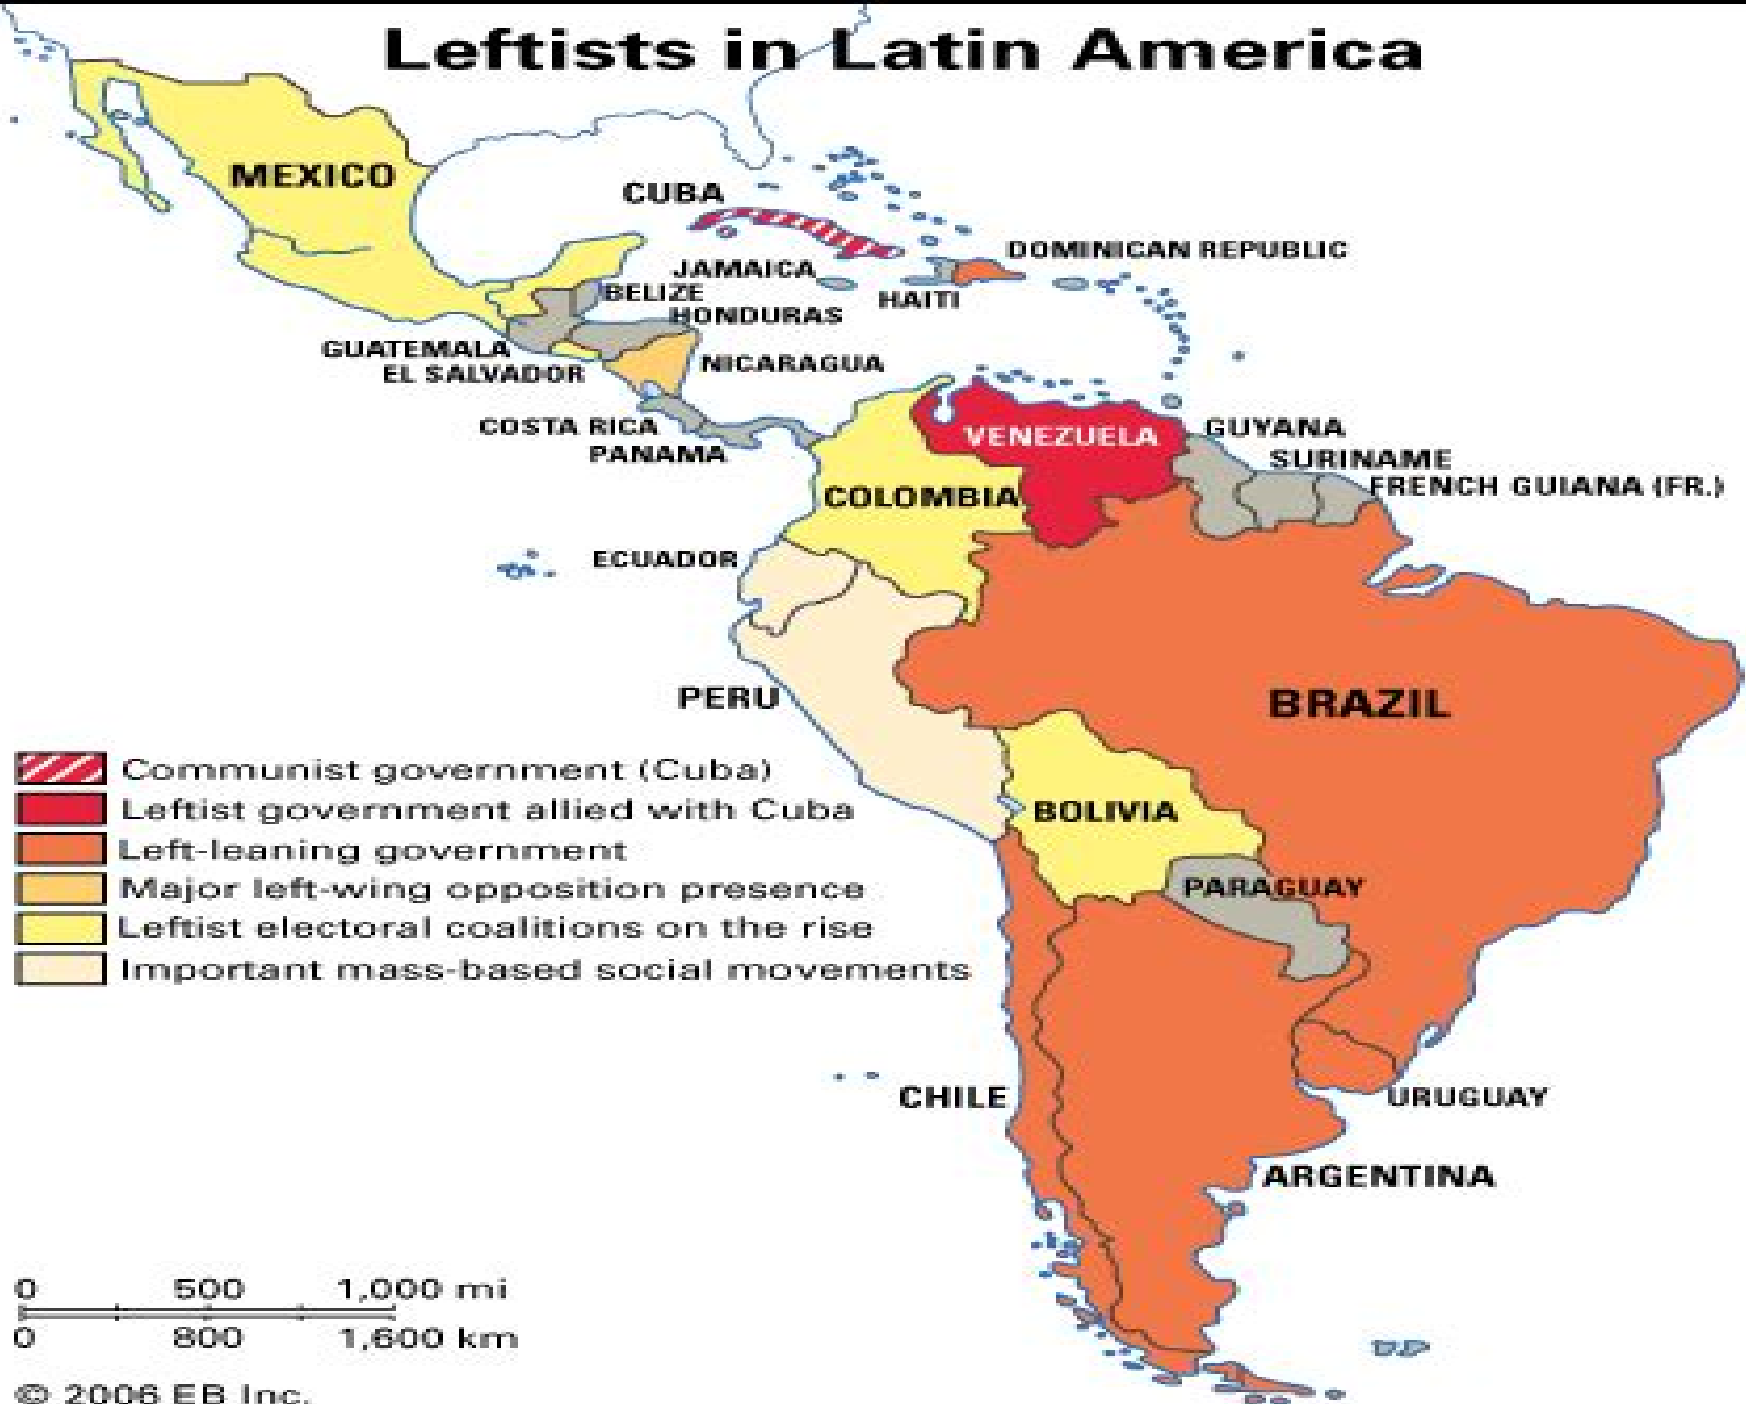 Leftists in Latin America
MEXICO
CUBA
DOMINICAN REPUBLIC
JAMAICA
BELIZE
HAITI
HONDURAS
GUATEMALA
EL SALVADOR
NICARAGUA
COSTA RICA
PANAMA
VENEZUELA
GUYANA
SURINAME
FRENCH GUIANA (FR.)
COLOMBIA
ECUADOR
PERU
BRAZIL
BOLIVIA
PARAGUAY
CHILE
URUGUAY
ARGENTINA
Communist government (Cuba)
Leftist government allied with Cuba
Left-leaning government
Major left-wing opposition presence
Leftist electoral coalitions on the rise
Important mass-based social movements
0 500 1,000 mi
0 800 1,600 km
© 2006 EB Inc.